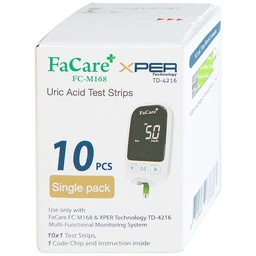 FaCare
XPER
Technology
FC-M168
TD-4216
Uric Acid Test Strips
5.0
10 PCS
Single pack
M
Use only with
FaCare FC-M168 & XPER Technology TD-4216
Multi-Functional Monitoring System
10x1 Test Strips,
1 Code Chip and Instruction inside